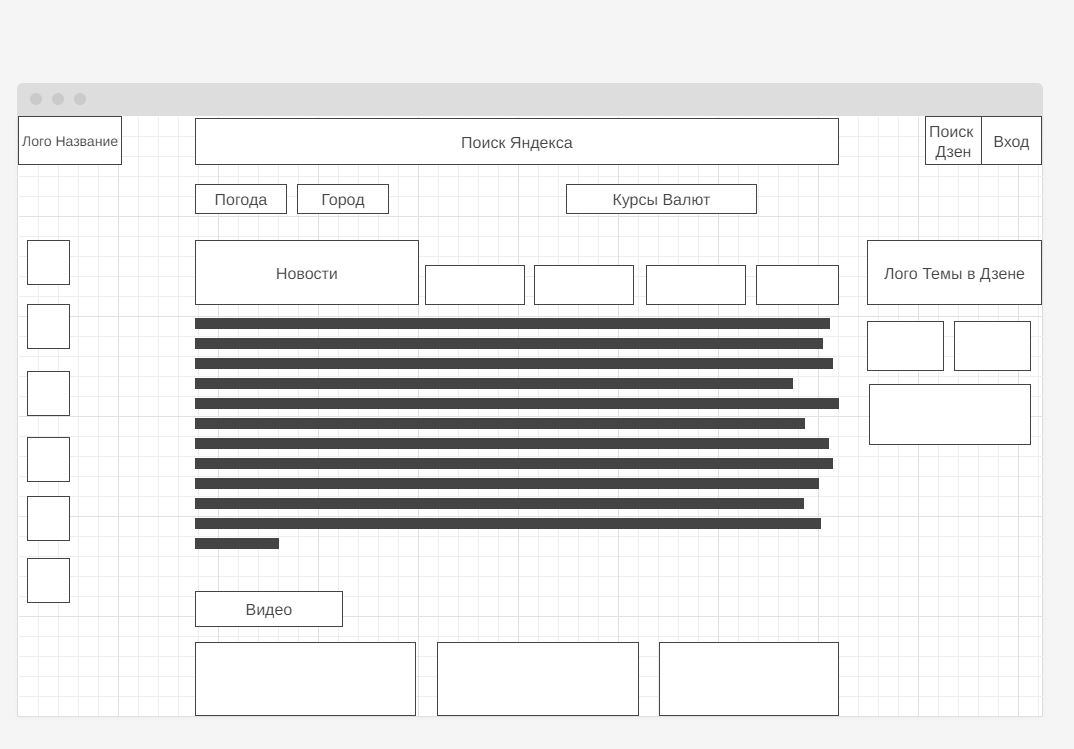 Лого Название
Поиск Яндекса
Поиск
Дзен
Вход
Погода
Город
Курсы Валют
Новости
Лого Темы в Дзене
Видео